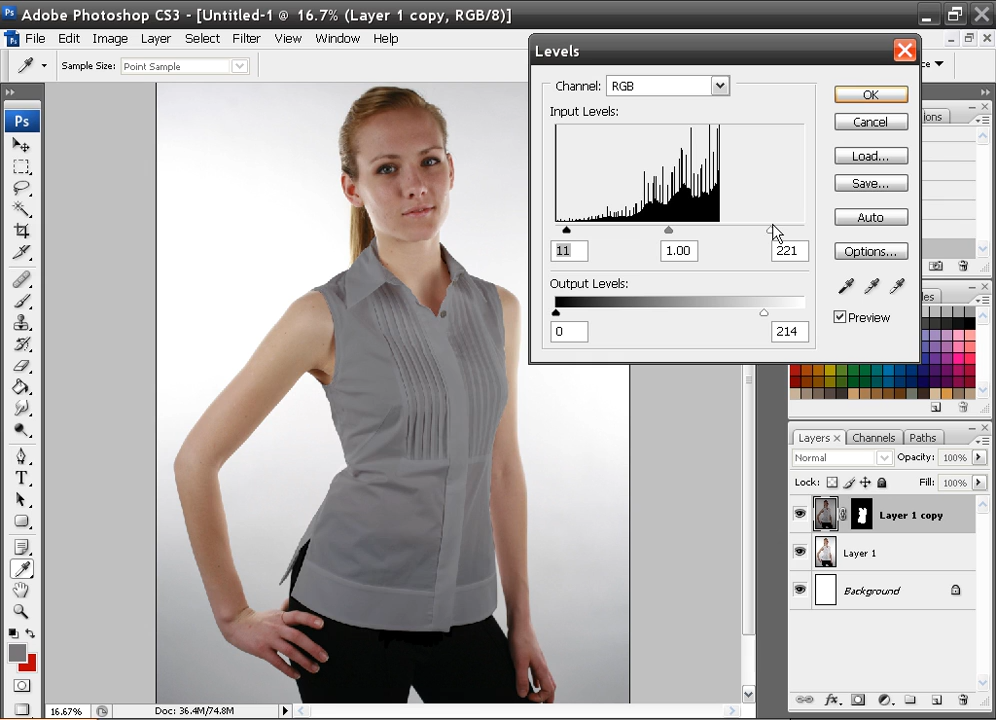 Adobe Photoshop CS3 - [Untitled-1 @ 16.7% (Layer 1 copy, RGB/8)]
File Edit Image Layer Select Filter View Window Help
Sample Size: Point Sample
Ps
Levels
Channel: RGB
Input Levels:
11 1.00 221
Output Levels:
0 214
OK
Cancel
Load...
Save...
Auto
Options...
Preview
Layers × Channels Paths
Normal Opacity: 100%
Lock: Fill: 100%
Layer 1 copy
Layer 1
Background
fx
16.67% Doc: 36.4M/74.8M